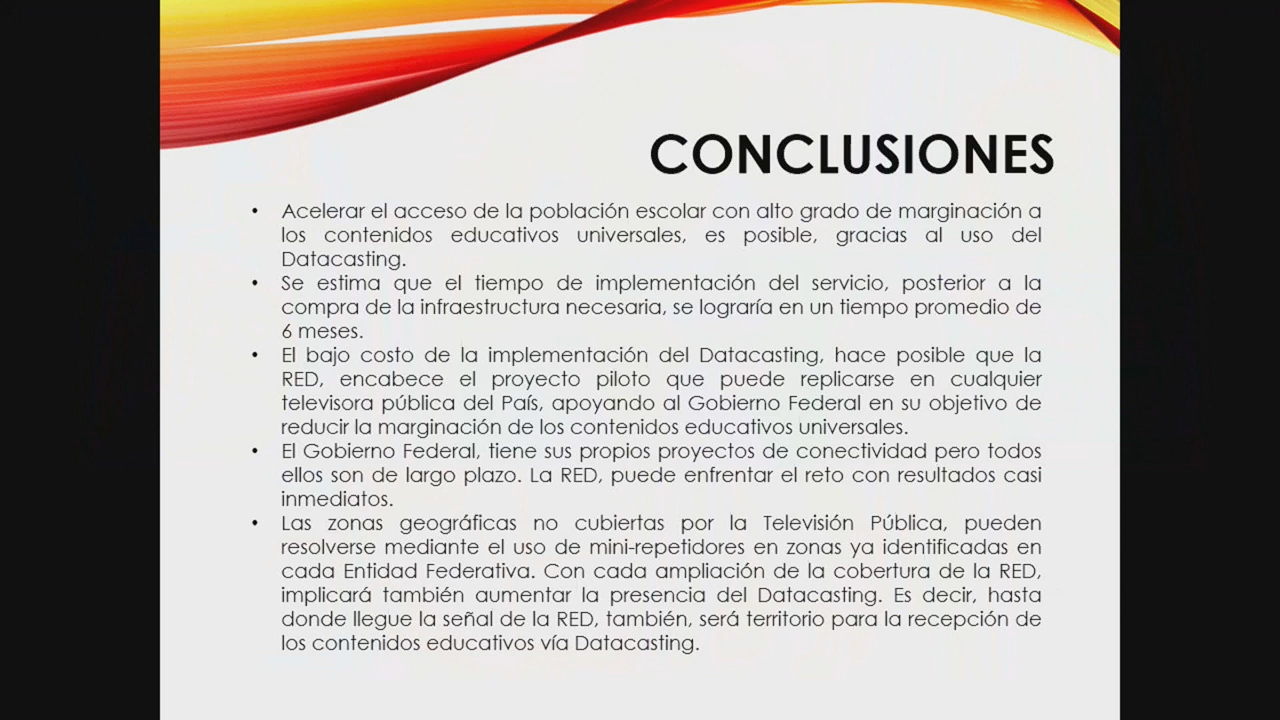 CONCLUSIONES
• Acelerar el acceso de la población escolar con alto grado de marginación a
los contenidos educativos universales, es posible, gracias al uso del
Datacasting.
• Se estima que el tiempo de implementación del servicio, posterior a la
compra de la infraestructura necesaria, se lograría en un tiempo promedio de
6 meses.
• El bajo costo de la implementación del Datacasting, hace posible que la
RED, encabece el proyecto piloto que puede replicarse en cualquier
televisora pública del País, apoyando al Gobierno Federal en su objetivo de
reducir la marginación de los contenidos educativos universales.
• El Gobierno Federal, tiene sus propios proyectos de conectividad pero todos
ellos son de largo plazo. La RED, puede enfrentar el reto con resultados casi
inmediatos.
• Las zonas geográficas no cubiertas por la Televisión Pública, pueden
resolverse mediante el uso de mini-repetidores en zonas ya identificadas en
cada Entidad Federativa. Con cada ampliación de la cobertura de la RED,
implicará también aumentar la presencia del Datacasting. Es decir, hasta
donde llegue la señal de la RED, también, será territorio para la recepción de
los contenidos educativos vía Datacasting.